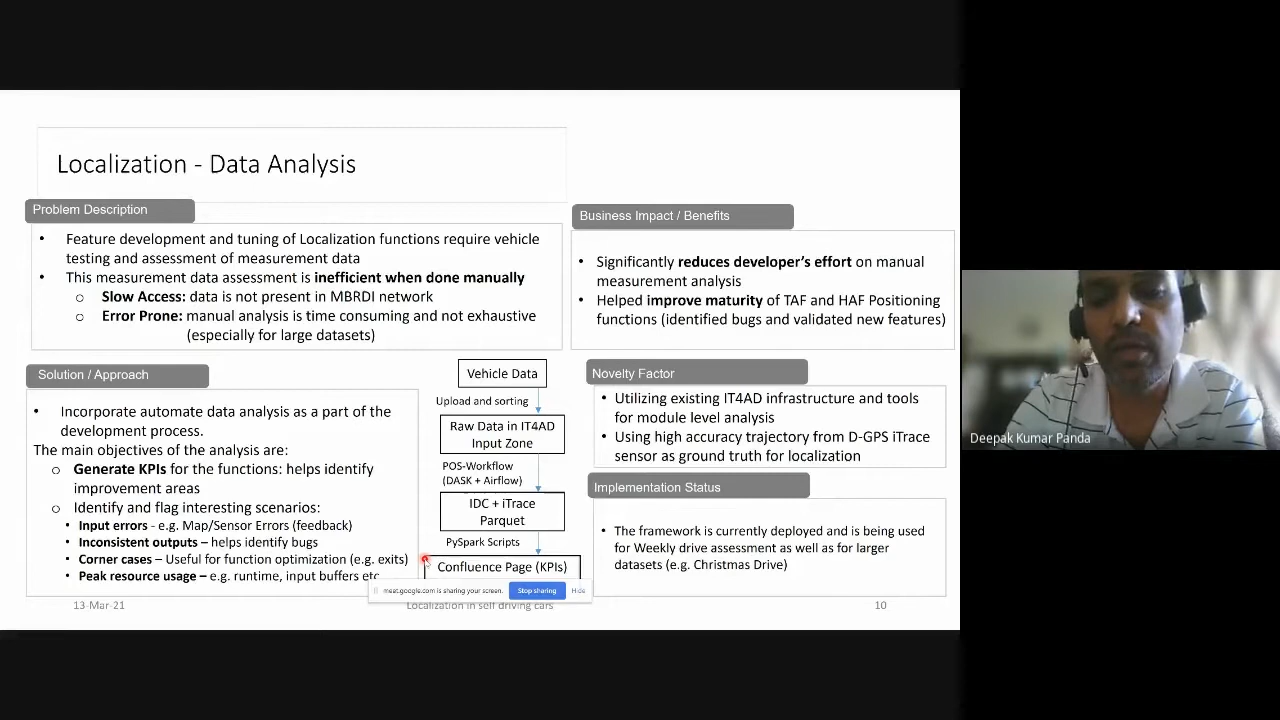 Localization - Data Analysis
Problem Description
• Feature development and tuning of Localization functions require vehicle
testing and assessment of measurement data
• This measurement data assessment is inefficient when done manually
o Slow Access: data is not present in MBRDI network
o Error Prone: manual analysis is time consuming and not exhaustive
(especially for large datasets)
Business Impact / Benefits
• Significantly reduces developer's effort on manual
measurement analysis
• Helped improve maturity of TAF and HAF Positioning
functions (identified bugs and validated new features)
Solution / Approach
• Incorporate automate data analysis as a part of the
development process.
The main objectives of the analysis are:
o Generate KPIs for the functions: helps identify
improvement areas
o Identify and flag interesting scenarios:
• Input errors - e.g. Map/Sensor Errors (feedback)
• Inconsistent outputs – helps identify bugs
• Corner cases – Useful for function optimization (e.g. exits)
• Peak resource usage – e.g. runtime, input buffers etc
Vehicle Data
Upload and sorting
Raw Data in IT4AD
Input Zone
POS-Workflow
(DASK + Airflow)
IDC + iTrace
Parquet
PySpark Scripts
Confluence Page (KPIs)
Novelty Factor
• Utilizing existing IT4AD infrastructure and tools
for module level analysis
• Using high accuracy trajectory from D-GPS iTrace
sensor as ground truth for localization
Implementation Status
• The framework is currently deployed and is being used
for Weekly drive assessment as well as for larger
datasets (e.g. Christmas Drive)
meet.google.com is sharing your screen.
Stop sharing
Hide
13-Mar-21
Localization in self driving cars
10
Deepak Kumar Panda